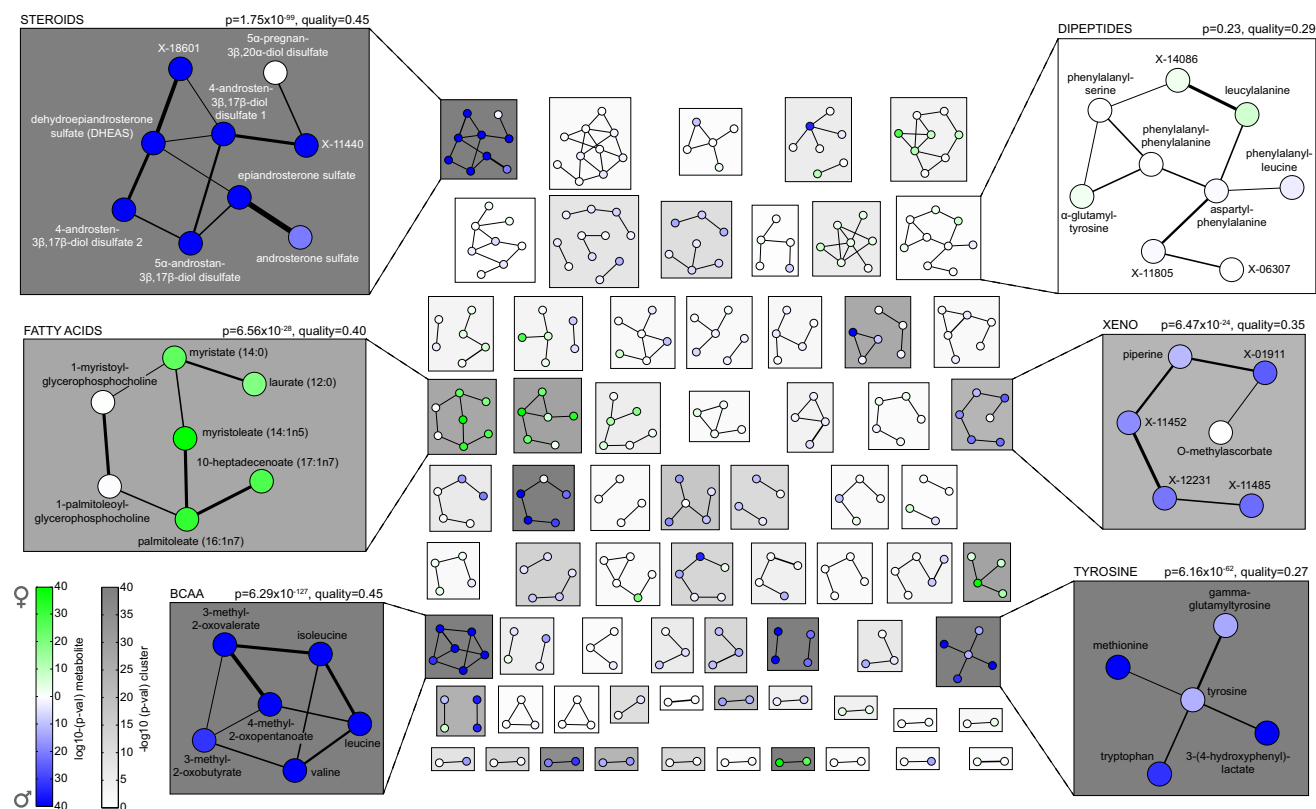 STEROIDS p=1.75x10⁻⁹⁹, quality=0.45
X-18601
5α-pregnan-
3β,20α-diol disulfate
4-androsten-
3β,17β-diol
disulfate 1
dehydroepiandrosterone
sulfate (DHEAS)
X-11440
epiandrosterone sulfate
4-androsten-
3β,17β-diol disulfate 2
5α-androstan-
3β,17β-diol disulfate
androsterone sulfate
DIPEPTIDES p=0.23, quality=0.29
X-14086
phenylalanyl-
serine
leucylalanine
phenylalanyl-
phenylalanine
phenylalanyl-
leucine
α-glutamyl-
tyrosine
aspartyl-
phenylalanine
X-11805
X-06307
FATTY ACIDS p=6.56x10⁻²⁸, quality=0.40
myristate (14:0)
1-myristoyl-
glycerophosphocholine
laurate (12:0)
myristoleate (14:1n5)
10-heptadecenoate (17:1n7)
1-palmitoleoyl-
glycerophosphocholine
palmitoleate (16:1n7)
XENO p=6.47x10⁻²⁴, quality=0.35
piperine
X-01911
X-11452
O-methylascorbate
X-12231
X-11485
♀
40
30
20
10
0
10
20
30
40
♂
log10-(p-val) metabolite
40
35
30
25
20
15
10
5
0
-log10 (p-val) cluster
BCAA p=6.29x10⁻¹²⁷, quality=0.45
3-methyl-
2-oxovalerate
isoleucine
4-methyl-
2-oxopentanoate
leucine
3-methyl-
2-oxobutyrate
valine
TYROSINE p=6.16x10⁻⁶², quality=0.27
gamma-
glutamyltyrosine
methionine
tyrosine
tryptophan
3-(4-hydroxyphenyl)-
lactate